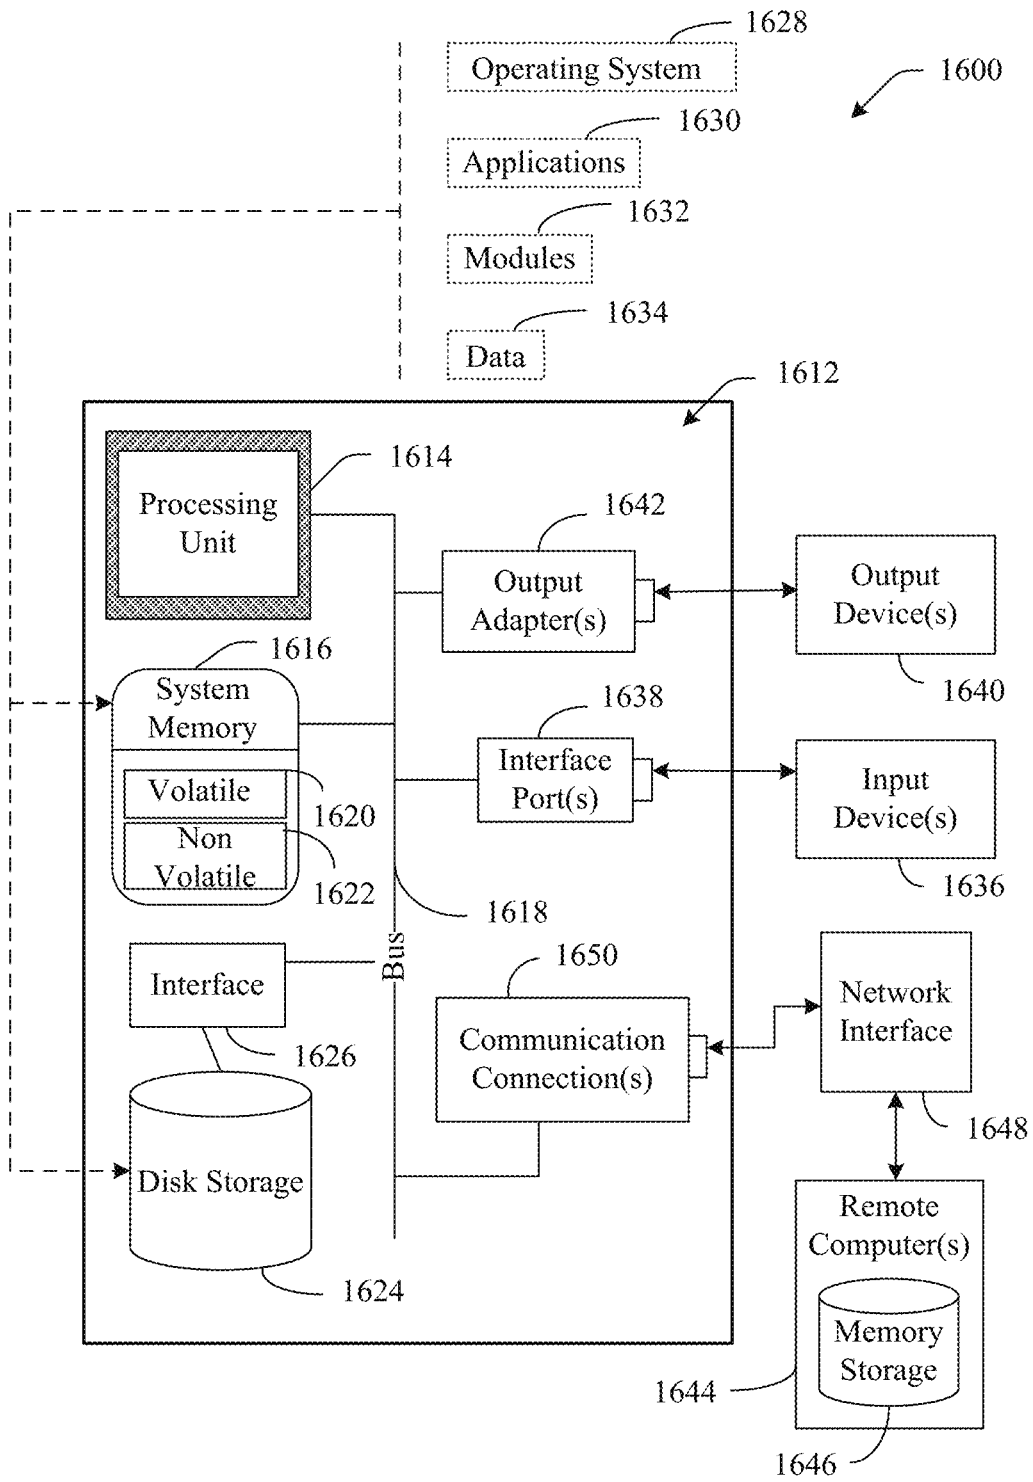 1628
Operating System
1600
1630
Applications
1632
Modules
1634
Data
1612
1614
Processing
Unit
1642
Output
Adapter(s)
Output
Device(s)
1640
1616
System
Memory
1638
Interface
Port(s)
Input
Device(s)
1636
Volatile
1620
Non
Volatile
1622
1618
Bus
Interface
1626
1650
Communication
Connection(s)
Network
Interface
1648
Disk Storage
1624
Remote
Computer(s)
Memory
Storage
1644
1646